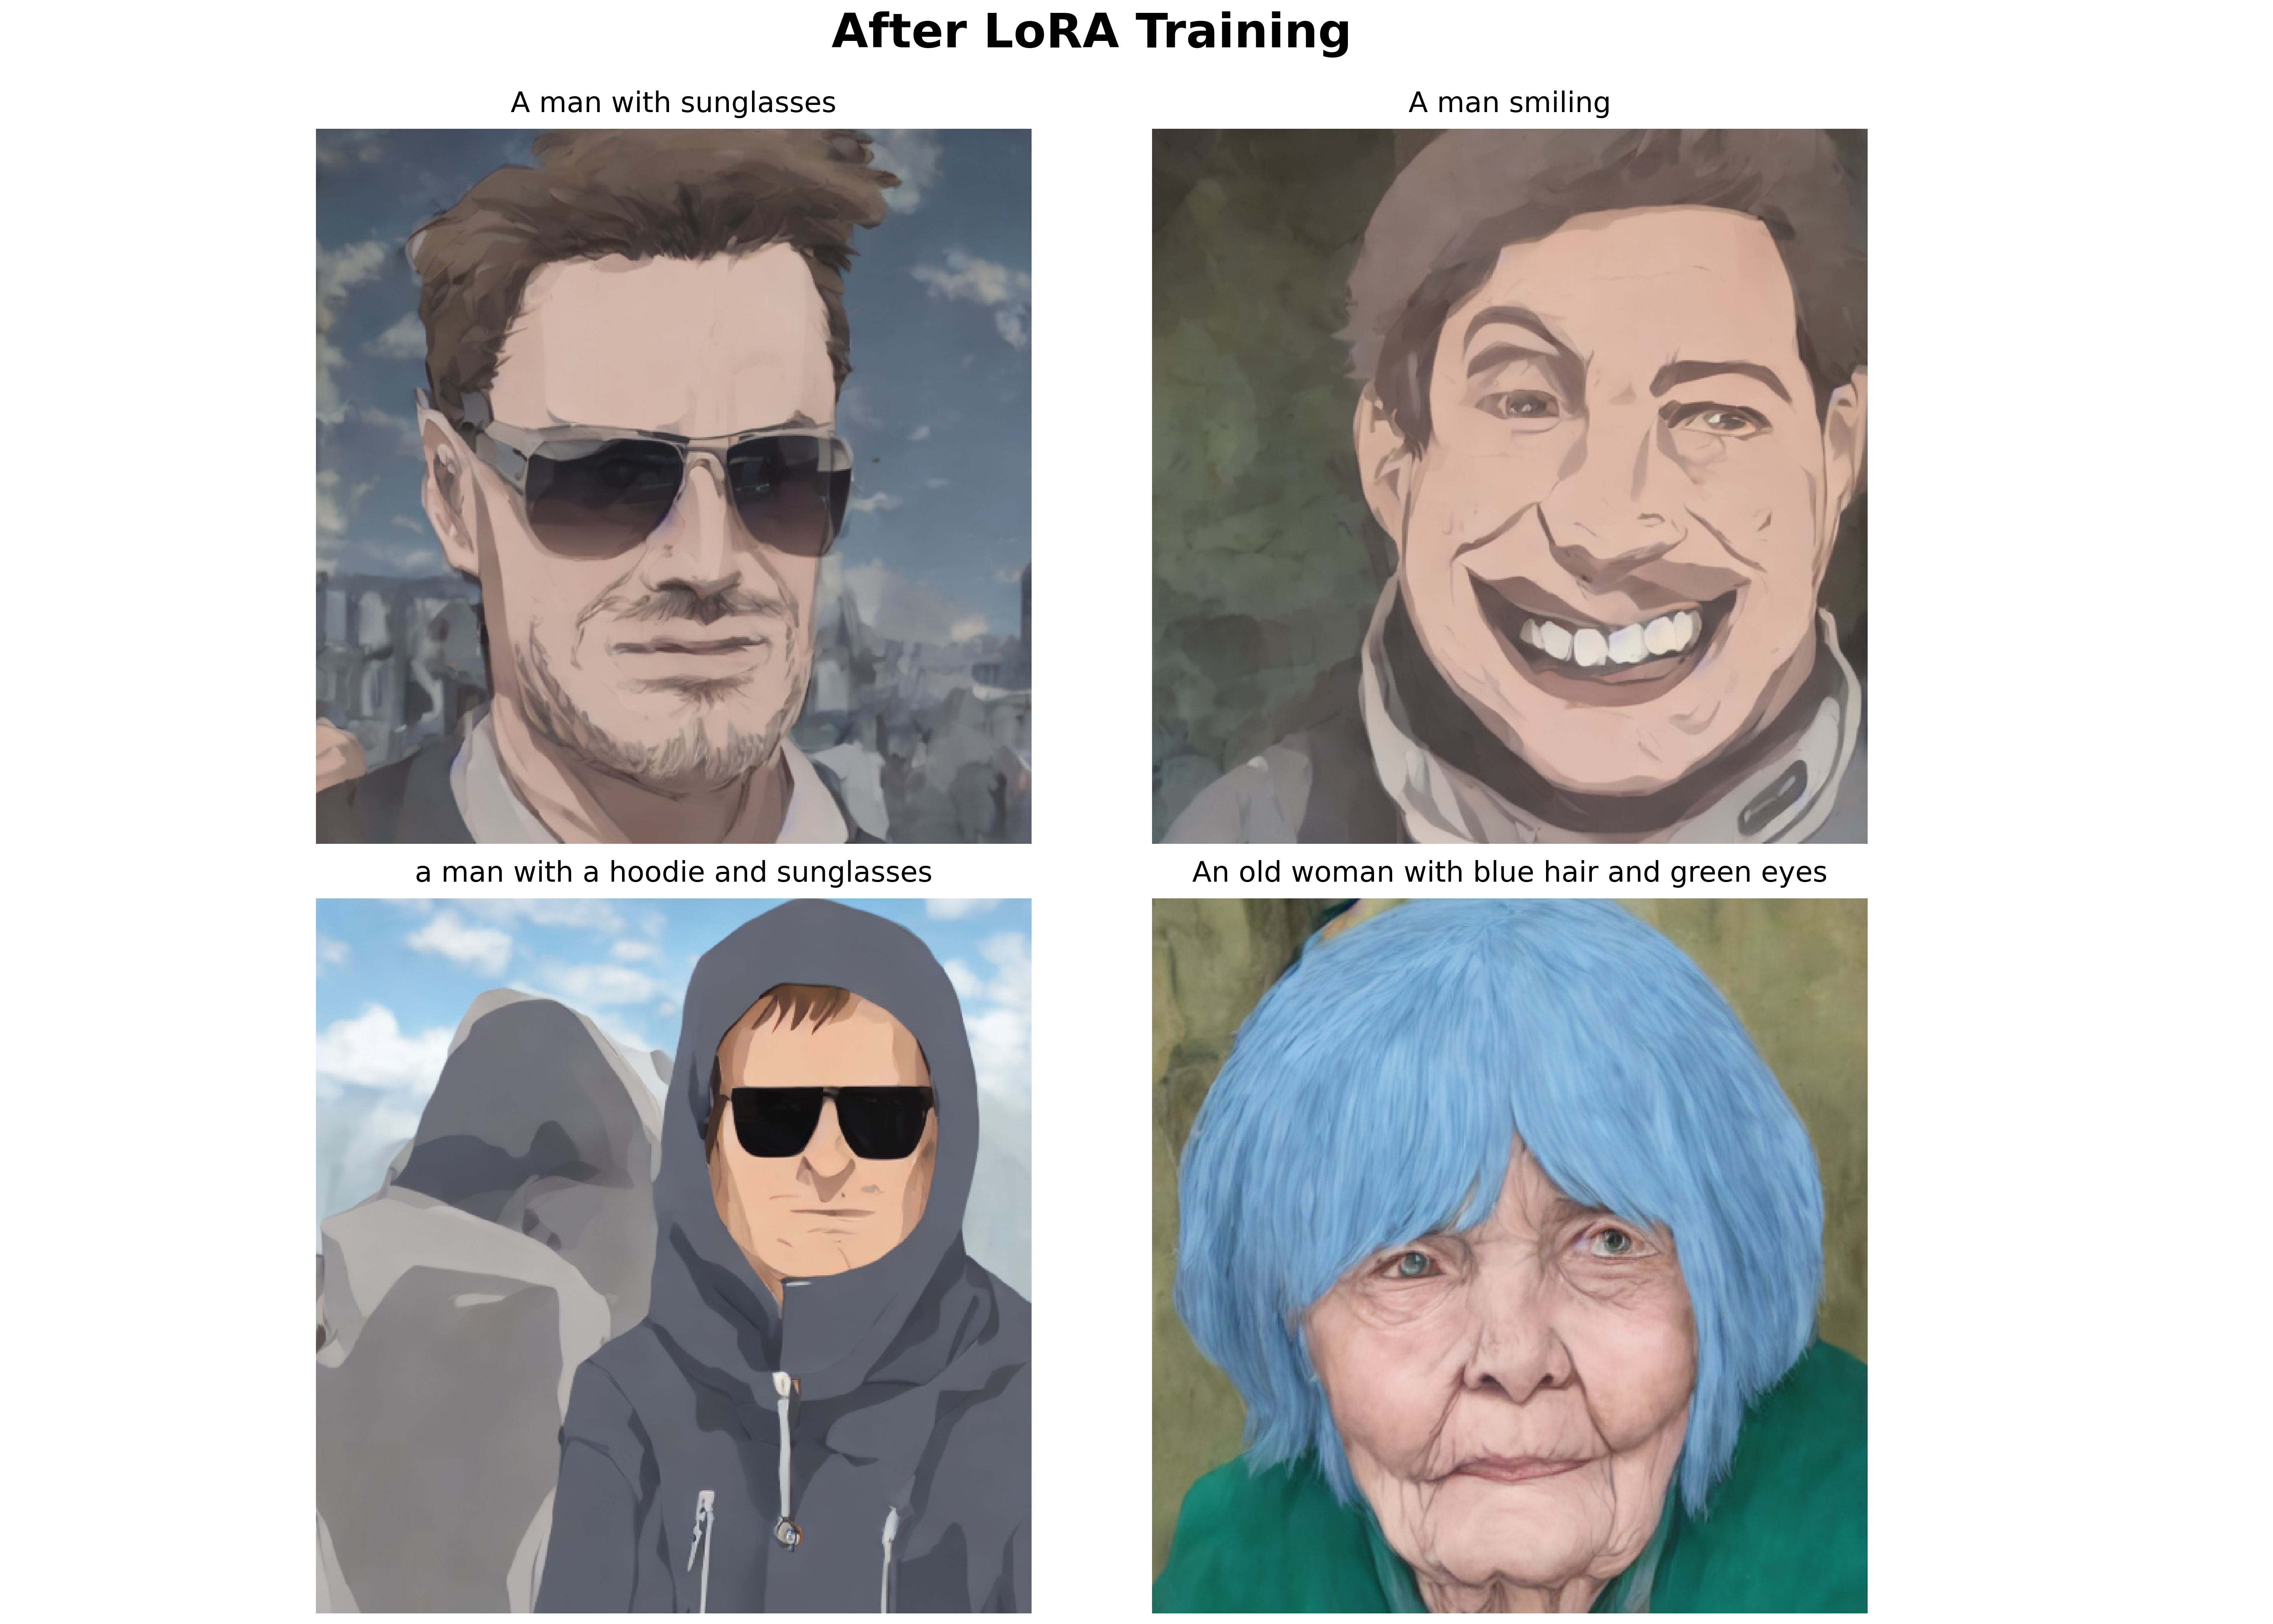 After LoRA Training
A man with sunglasses
A man smiling
a man with a hoodie and sunglasses
An old woman with blue hair and green eyes